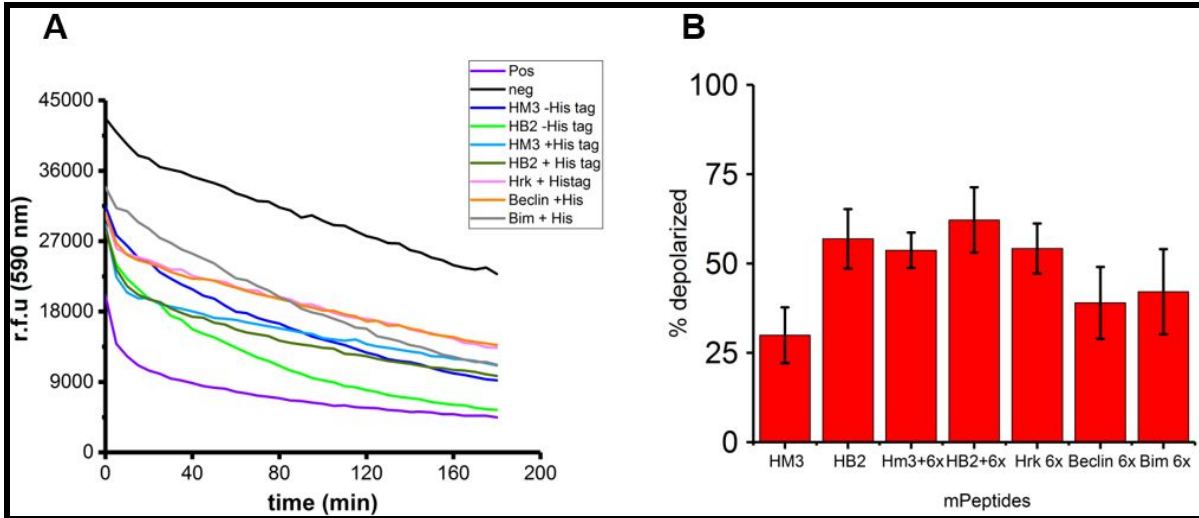 A
B
Pos
neg
HM3 -His tag
HB2 -His tag
HM3 +His tag
HB2 + His tag
Hrk + Histag
Beclin +His
Bim + His
45000
36000
27000
18000
9000
0
r.f.u (590 nm)
0 40 80 120 160 200
time (min)
100
75
50
25
0
% depolarized
HM3 HB2 Hm3+6x HB2+6x Hrk 6x Beclin 6x Bim 6x
mPeptides